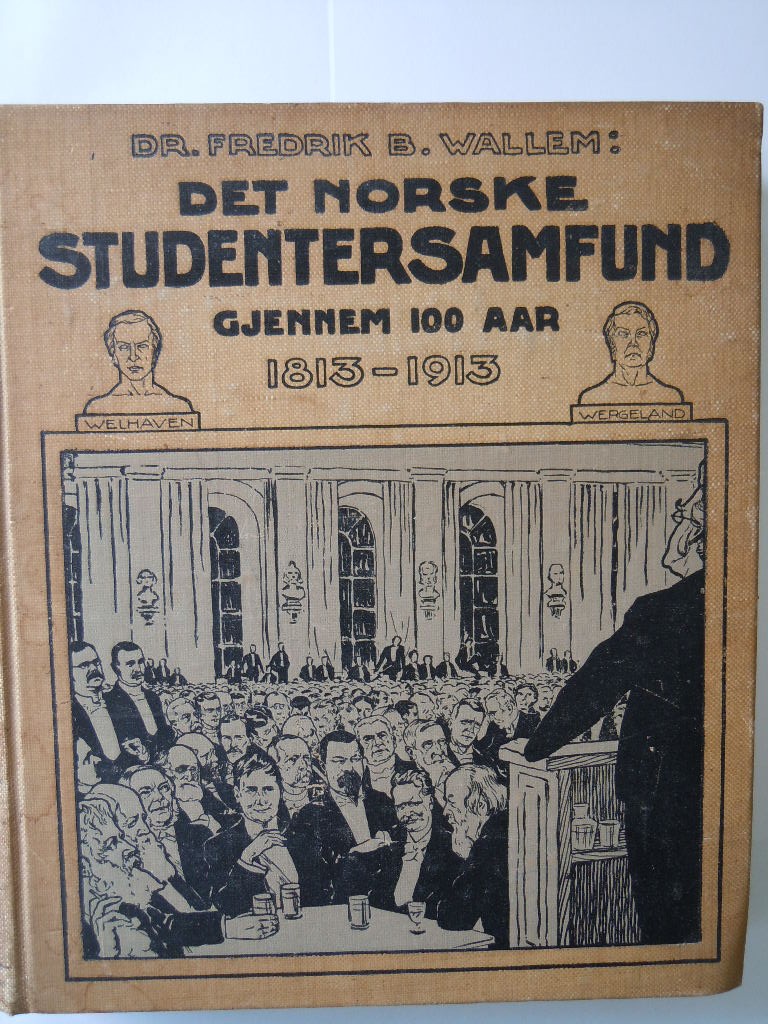 DR. FREDRIK B. WALLEM:
DET NORSKE
STUDENTERSAMFUND
GJENNEM 100 AAR
1813-1913
WELHAVEN
WERGELAND